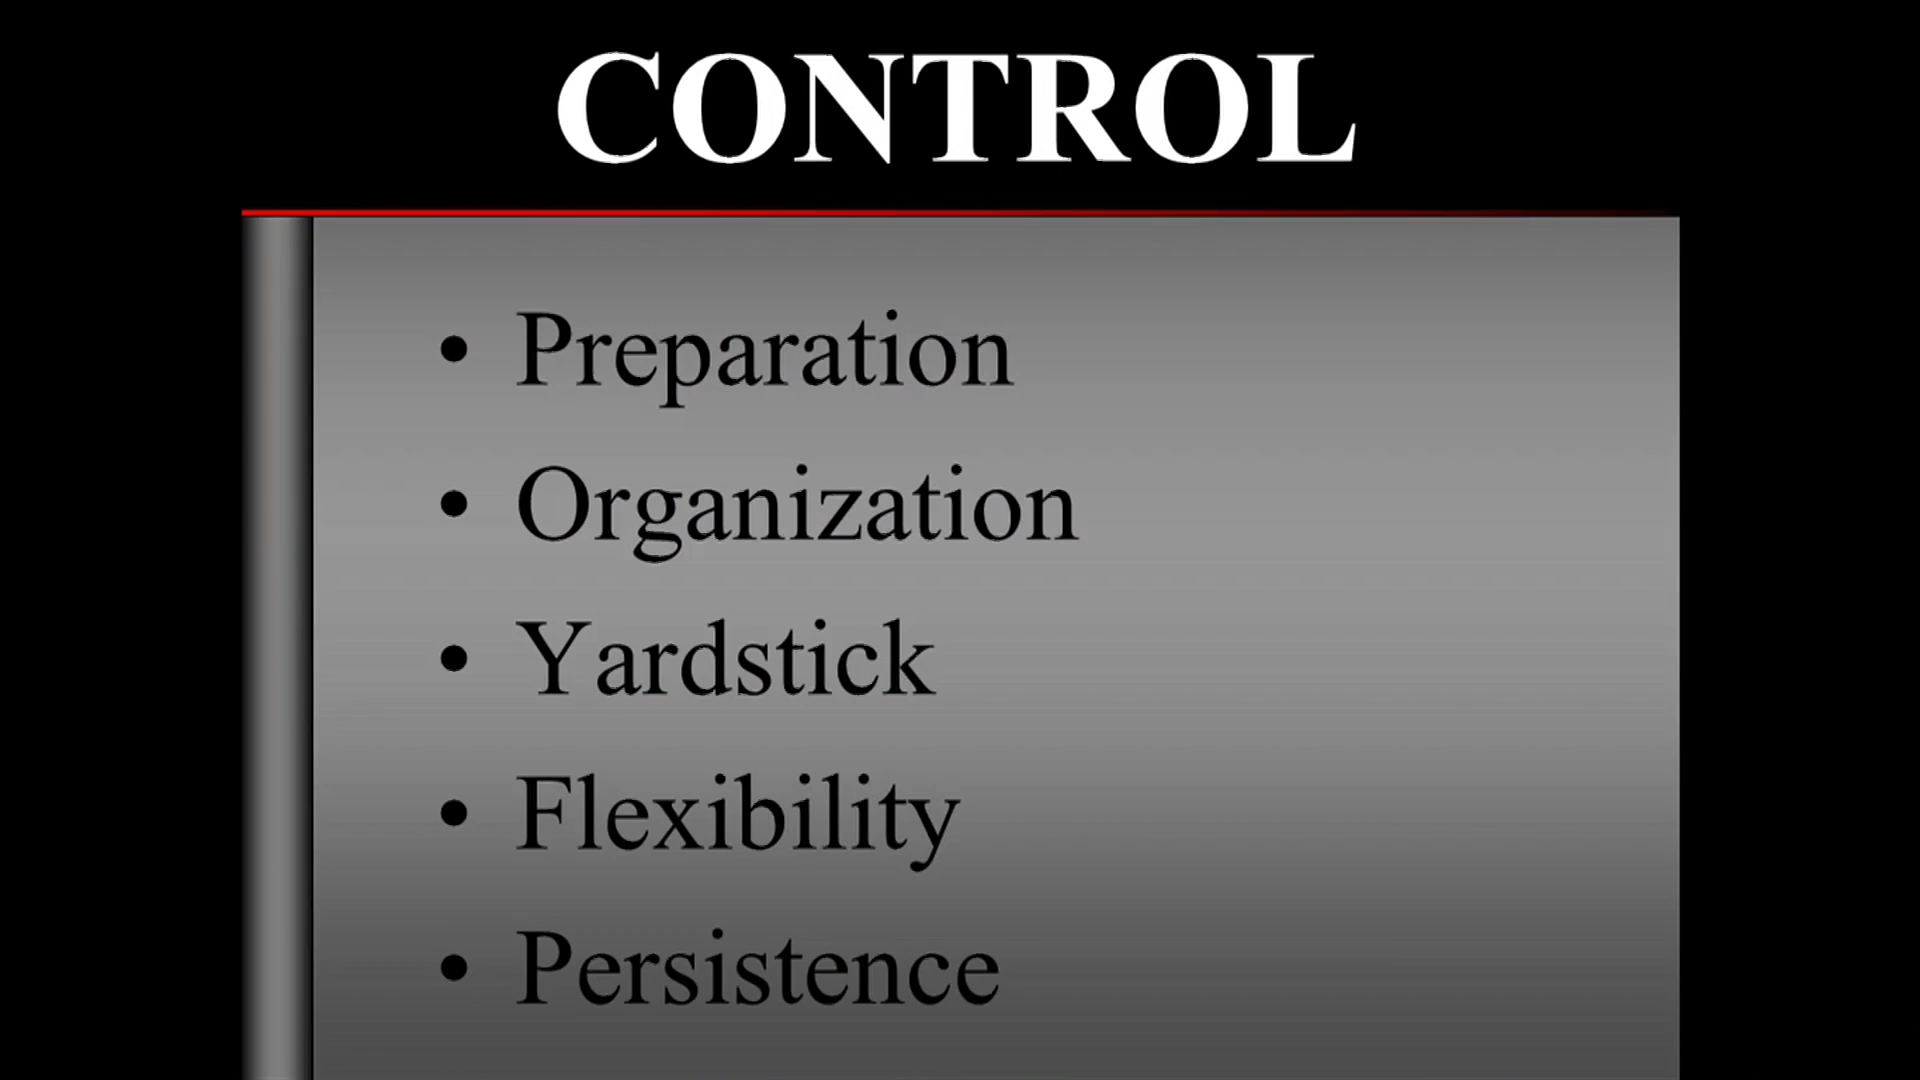 CONTROL
• Preparation
• Organization
• Yardstick
• Flexibility
• Persistence